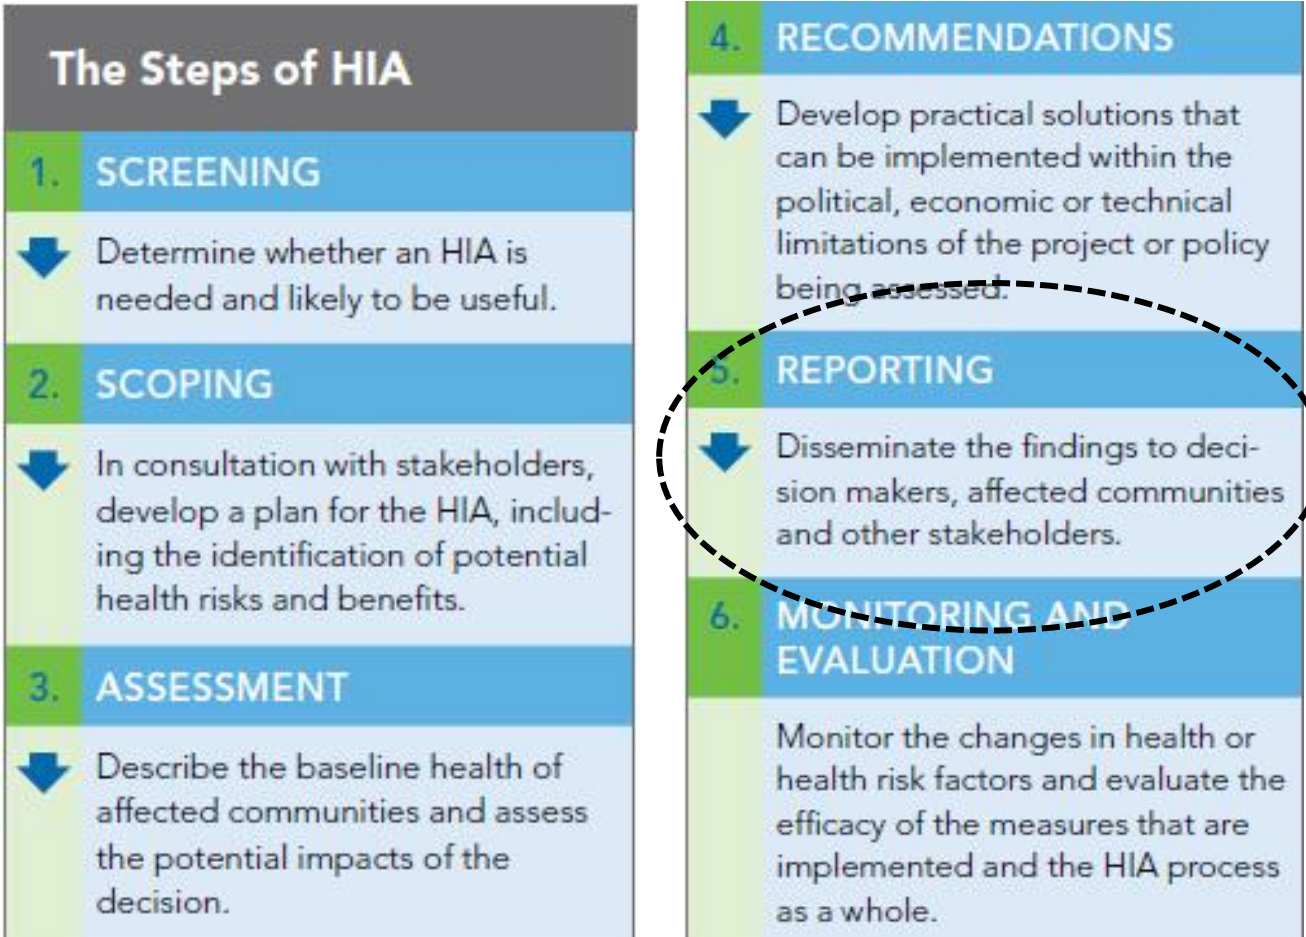 The Steps of HIA
1. SCREENING
Determine whether an HIA is
needed and likely to be useful.
2. SCOPING
In consultation with stakeholders,
develop a plan for the HIA, includ-
ing the identification of potential
health risks and benefits.
3. ASSESSMENT
Describe the baseline health of
affected communities and assess
the potential impacts of the
decision.
4. RECOMMENDATIONS
Develop practical solutions that
can be implemented within the
political, economic or technical
limitations of the project or policy
being assessed.
5. REPORTING
Disseminate the findings to deci-
sion makers, affected communities
and other stakeholders.
6. MONITORING AND
EVALUATION
Monitor the changes in health or
health risk factors and evaluate the
efficacy of the measures that are
implemented and the HIA process
as a whole.